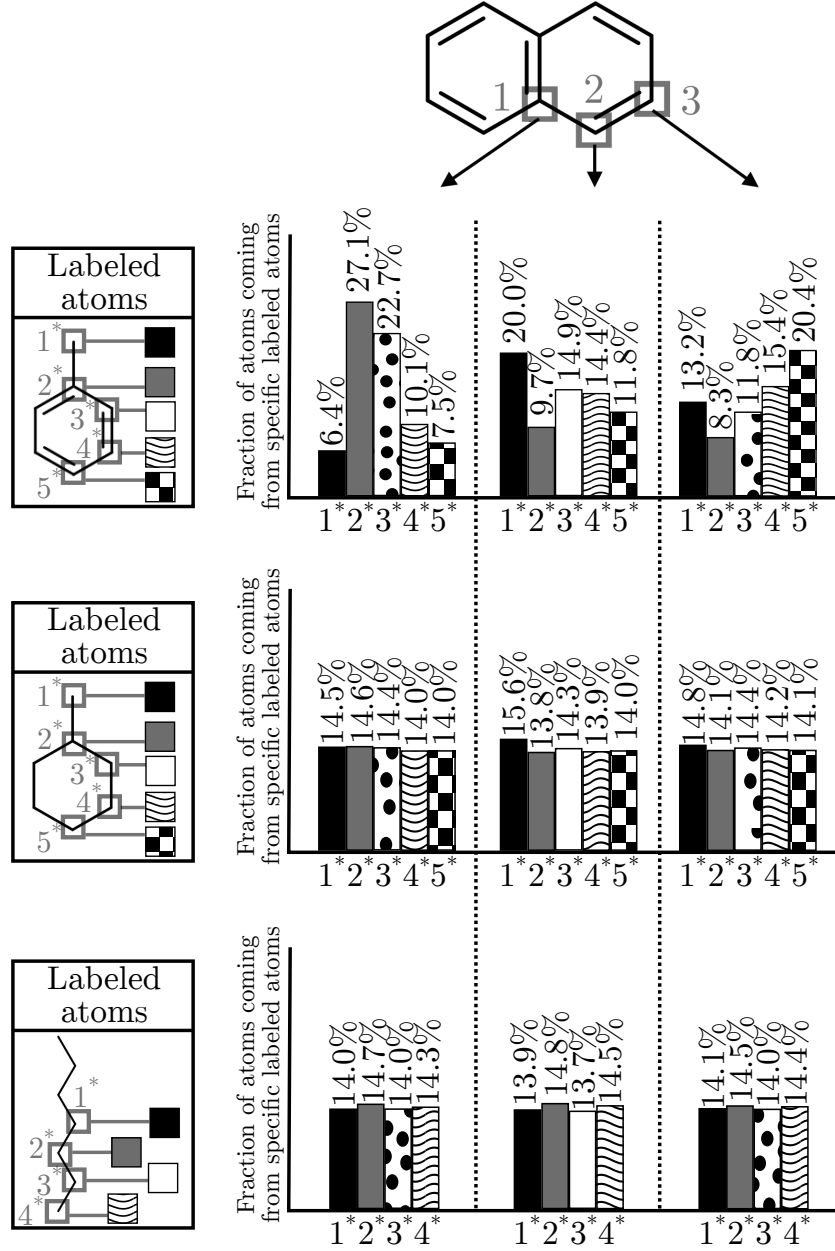 1
2
3
Labeled
atoms
1*
2*
3*
4*
5*
Fraction of atoms coming
from specific labeled atoms
6.4%
27.1%
22.7%
10.1%
7.5%
20.0%
9.7%
14.9%
14.4%
11.8%
13.2%
8.3%
11.8%
15.4%
20.4%
1* 2* 3* 4* 5*
1* 2* 3* 4* 5*
1* 2* 3* 4* 5*
Labeled
atoms
1*
2*
3*
4*
5*
Fraction of atoms coming
from specific labeled atoms
14.5%
14.6%
14.4%
14.0%
14.0%
15.6%
13.8%
14.3%
13.9%
14.0%
14.8%
14.1%
14.4%
14.2%
14.1%
1* 2* 3* 4* 5*
1* 2* 3* 4* 5*
1* 2* 3* 4* 5*
Labeled
atoms
1*
2*
3*
4*
Fraction of atoms coming
from specific labeled atoms
14.0%
14.7%
14.0%
14.3%
13.9%
14.8%
13.7%
14.5%
14.1%
14.5%
14.0%
14.4%
1* 2* 3* 4*
1* 2* 3* 4*
1* 2* 3* 4*